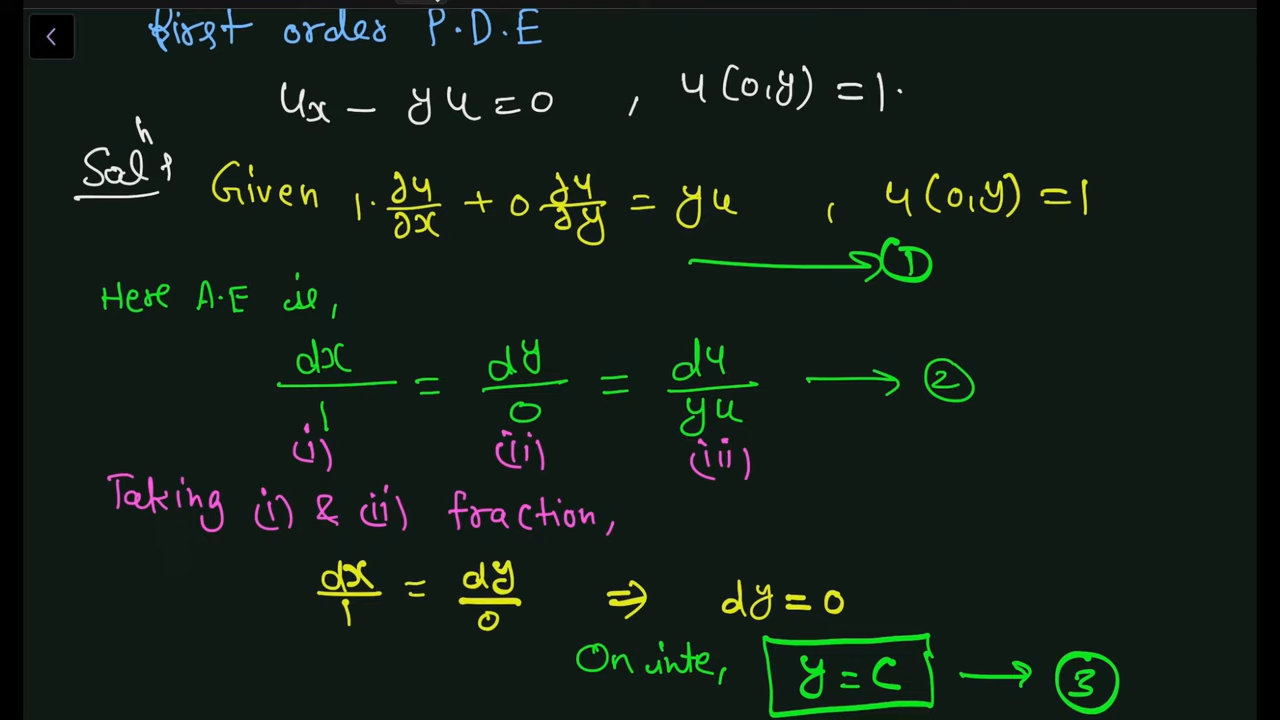 first order P.D.E
uₓ - yu = 0 , u(0,y) = 1.
Solⁿ:
Given 1. ∂u/∂x + 0 ∂u/∂y = yu , u(0,y) = 1
→ ①
Here A.E is,
dx/1 = dy/0 = du/yu → ②
(i) (ii) (iii)
Taking (i) & (ii) fraction,
dx/1 = dy/0 ⇒ dy = 0
On inte, y = C → ③